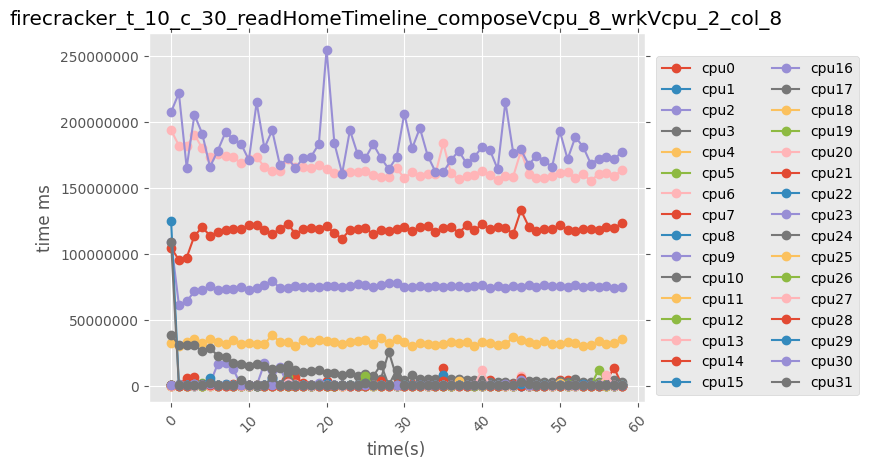 firecracker_t_10_c_30_readHomeTimeline_composeVcpu_8_wrkVcpu_2_col_8
250000000
200000000
150000000
100000000
50000000
0
time ms
0
10
20
30
40
50
60
time(s)
cpu0
cpu1
cpu2
cpu3
cpu4
cpu5
cpu6
cpu7
cpu8
cpu9
cpu10
cpu11
cpu12
cpu13
cpu14
cpu15
cpu16
cpu17
cpu18
cpu19
cpu20
cpu21
cpu22
cpu23
cpu24
cpu25
cpu26
cpu27
cpu28
cpu29
cpu30
cpu31